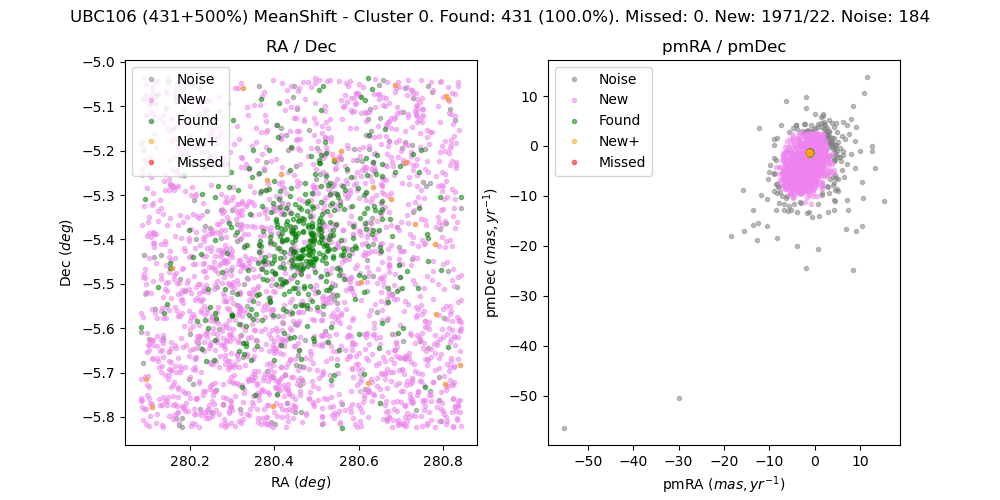 UBC106 (431+500%) MeanShift - Cluster 0. Found: 431 (100.0%). Missed: 0. New: 1971/22. Noise: 184
RA / Dec
pmRA / pmDec
Noise
New
Found
New+
Missed
Noise
New
Found
New+
Missed
−5.0
−5.1
−5.2
−5.3
−5.4
−5.5
−5.6
−5.7
−5.8
Dec (deg)
280.2 280.4 280.6 280.8
RA (deg)
10
0
−10
−20
−30
−40
−50
pmDec (mas, yr⁻¹)
−50 −40 −30 −20 −10 0 10
pmRA (mas, yr⁻¹)